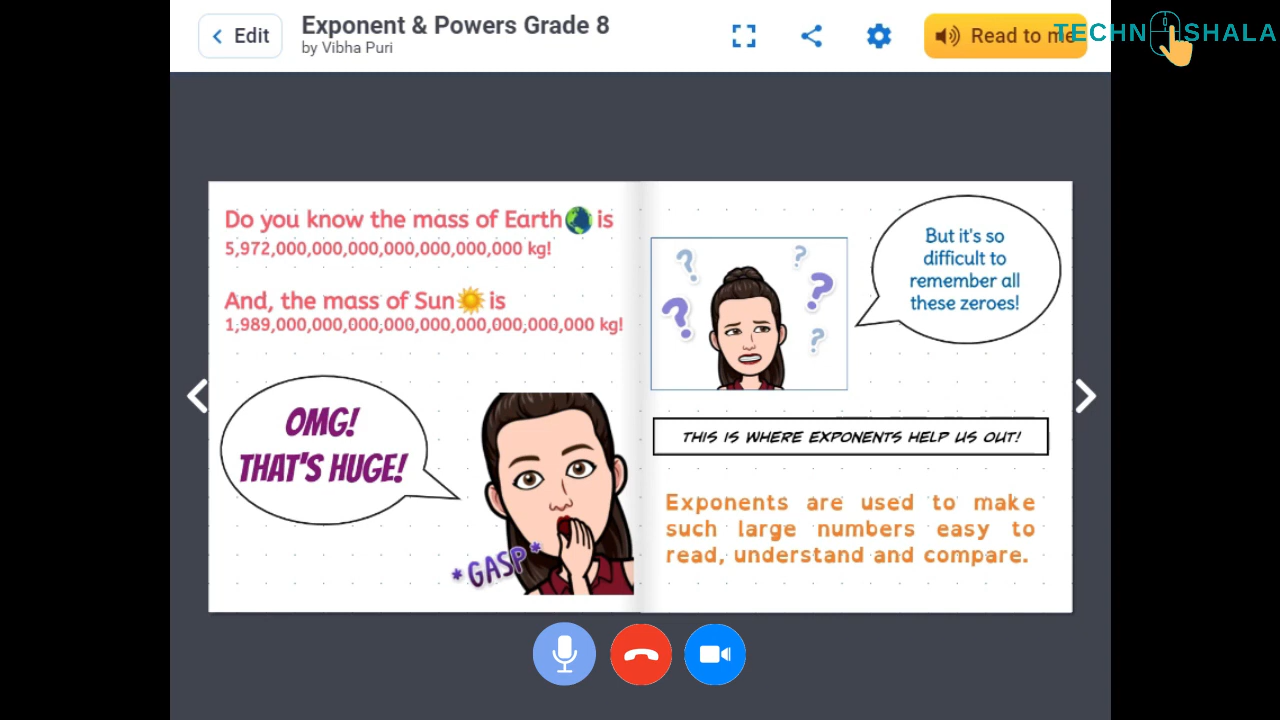 Edit
Exponent & Powers Grade 8
by Vibha Puri
Read to me
TECHNOSHALA
Do you know the mass of Earth is
5,972,000,000,000,000,000,000,000 kg!
And, the mass of Sun is
1,989,000,000,000,000,000,000,000,000,000 kg!
OMG!
THAT'S HUGE!
*GASP*
But it's so
difficult to
remember all
these zeroes!
THIS IS WHERE EXPONENTS HELP US OUT!
Exponents are used to make
such large numbers easy to
read, understand and compare.